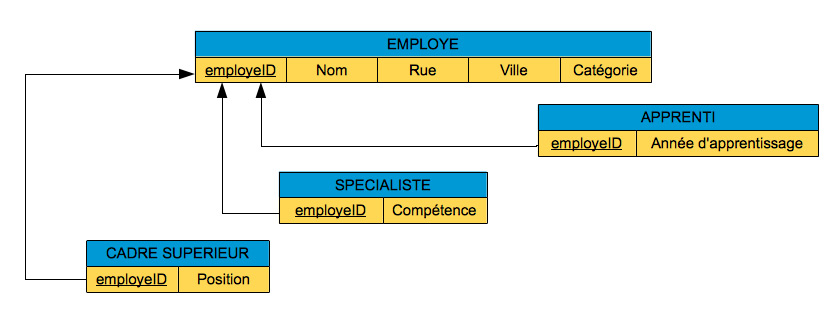 EMPLOYE
employeID Nom Rue Ville Catégorie
APPRENTI
employeID Année d'apprentissage
SPECIALISTE
employeID Compétence
CADRE SUPERIEUR
employeID Position